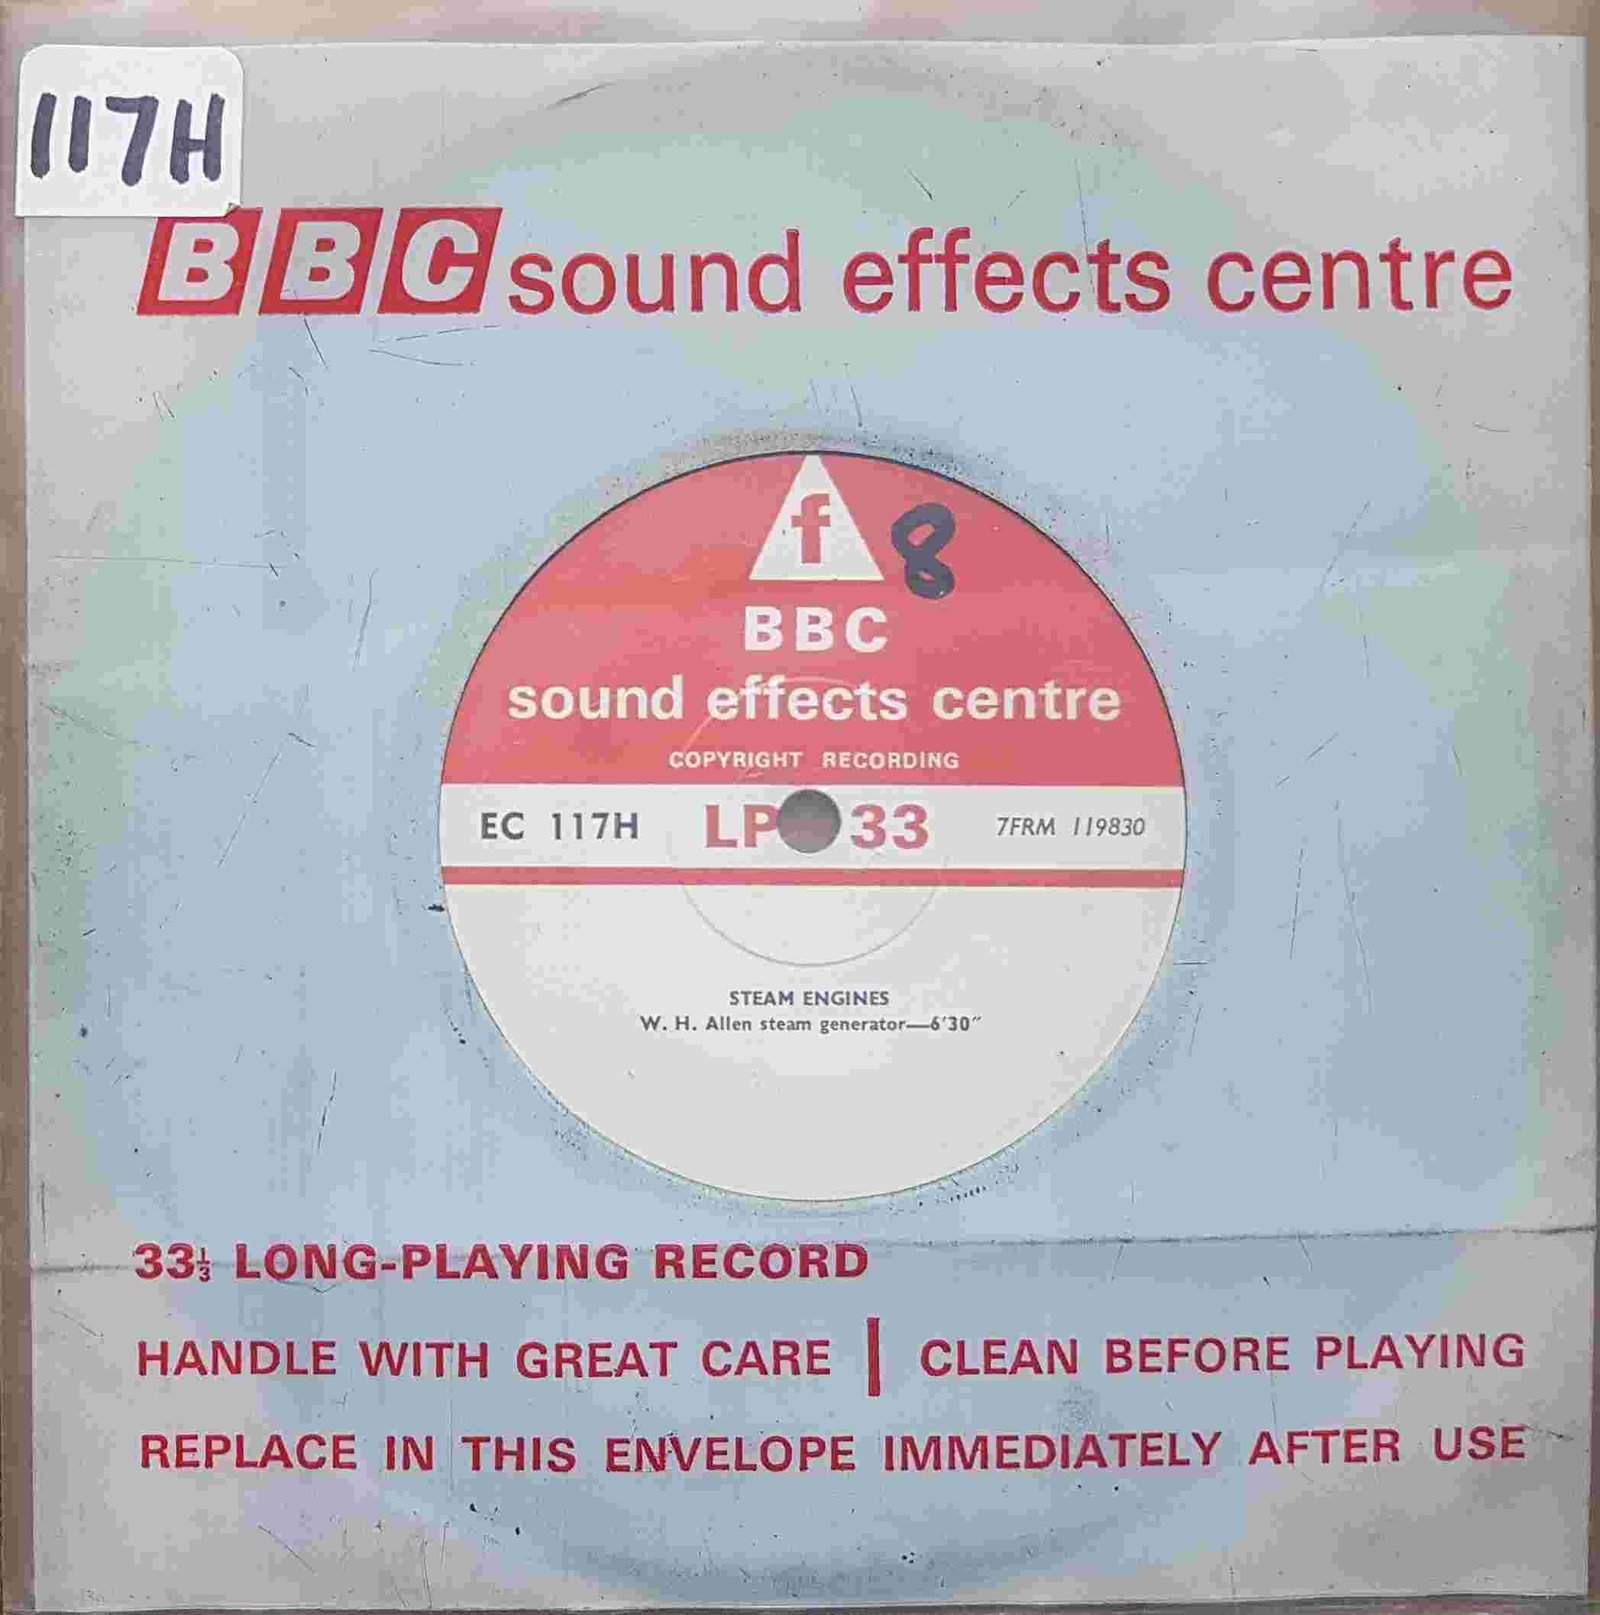 117H
BBC sound effects centre
f 8
BBC
sound effects centre
COPYRIGHT RECORDING
EC 117H LP 33 7FRM 119830
STEAM ENGINES
W. H. Allen steam generator—6'30"
33⅓ LONG-PLAYING RECORD
HANDLE WITH GREAT CARE | CLEAN BEFORE PLAYING
REPLACE IN THIS ENVELOPE IMMEDIATELY AFTER USE